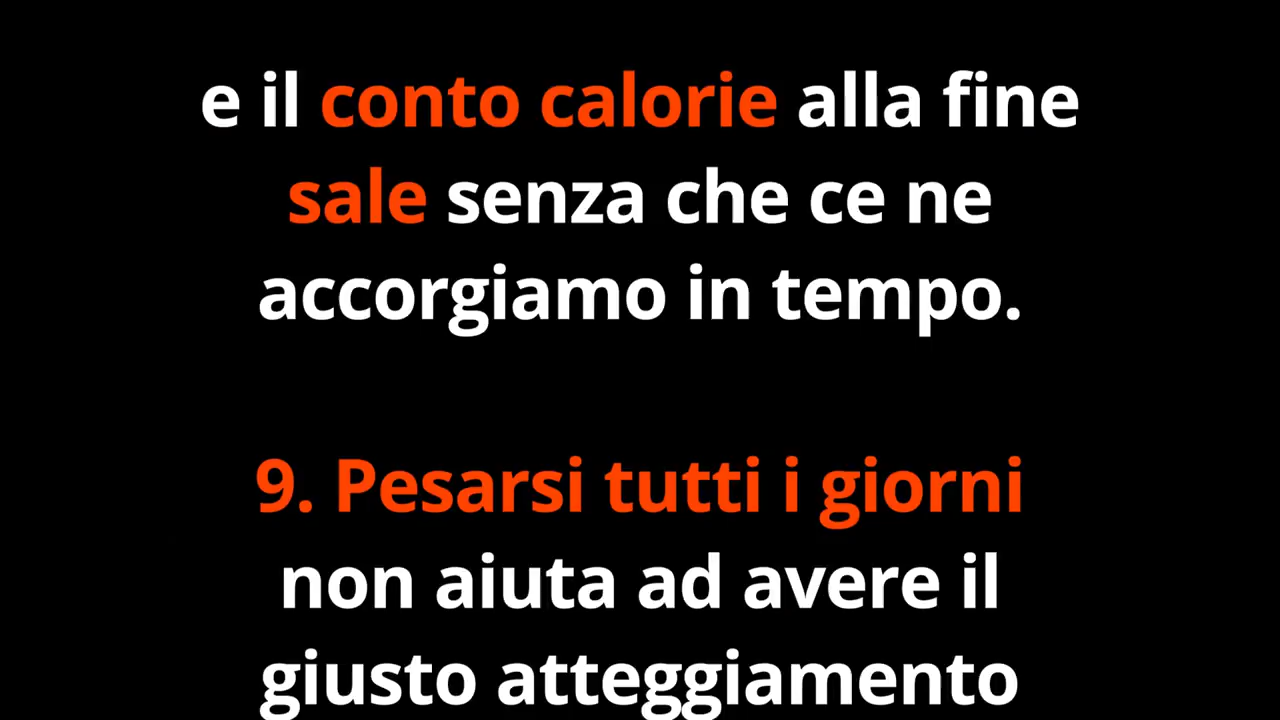 e il conto calorie alla fine
sale senza che ce ne
accorgiamo in tempo.
9. Pesarsi tutti i giorni
non aiuta ad avere il
giusto atteggiamento